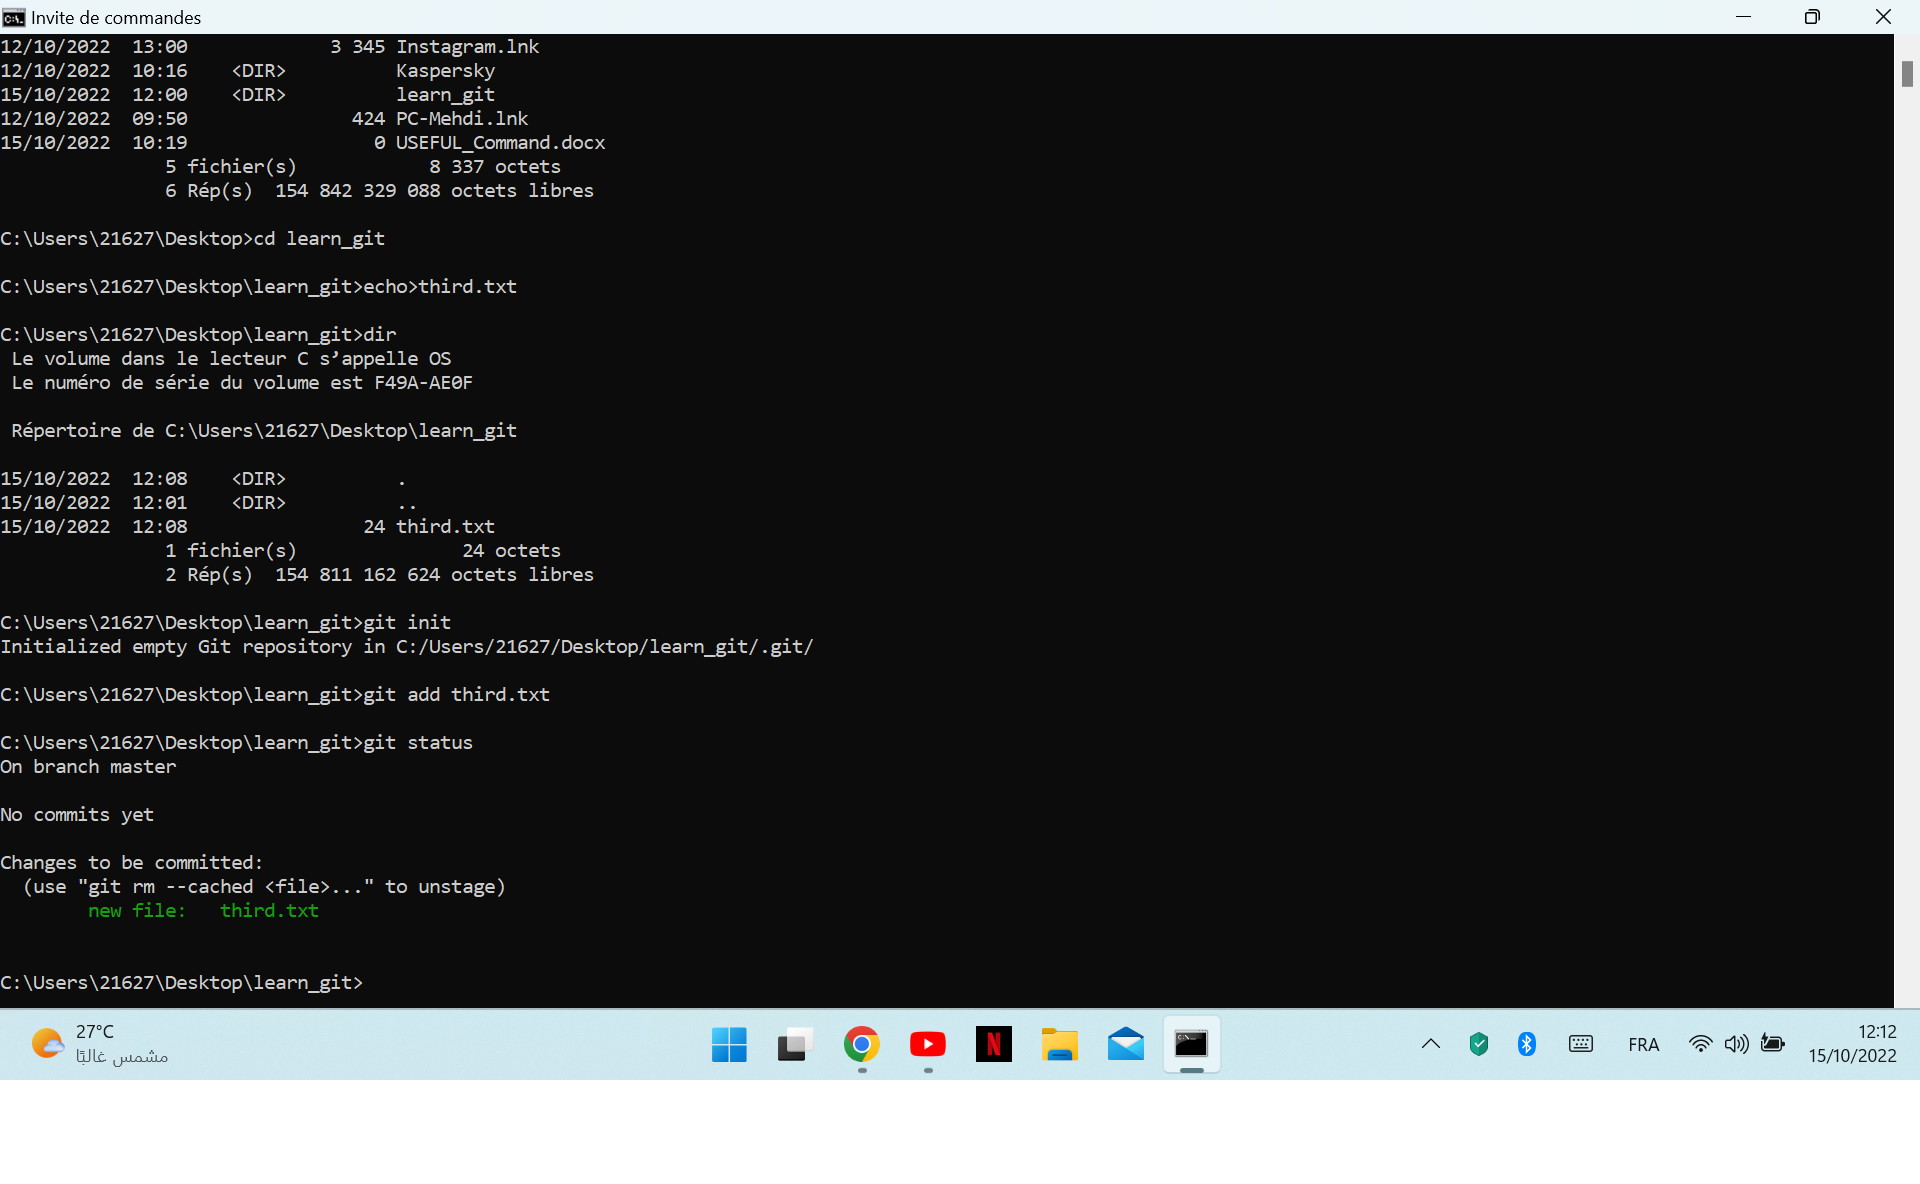 Invite de commandes
12/10/2022  13:00             3 345 Instagram.lnk
12/10/2022  10:16    <DIR>          Kaspersky
15/10/2022  12:00    <DIR>          learn_git
12/10/2022  09:50               424 PC-Mehdi.lnk
15/10/2022  10:19                 0 USEFUL_Command.docx
               5 fichier(s)            8 337 octets
               6 Rép(s)  154 842 329 088 octets libres
C:\Users\21627\Desktop>cd learn_git
C:\Users\21627\Desktop\learn_git>echo>third.txt
C:\Users\21627\Desktop\learn_git>dir
 Le volume dans le lecteur C s’appelle OS
 Le numéro de série du volume est F49A-AE0F
 Répertoire de C:\Users\21627\Desktop\learn_git
15/10/2022  12:08    <DIR>          .
15/10/2022  12:01    <DIR>          ..
15/10/2022  12:08                24 third.txt
               1 fichier(s)               24 octets
               2 Rép(s)  154 811 162 624 octets libres
C:\Users\21627\Desktop\learn_git>git init
Initialized empty Git repository in C:/Users/21627/Desktop/learn_git/.git/
C:\Users\21627\Desktop\learn_git>git add third.txt
C:\Users\21627\Desktop\learn_git>git status
On branch master
No commits yet
Changes to be committed:
  (use "git rm --cached <file>..." to unstage)
        new file:   third.txt
C:\Users\21627\Desktop\learn_git>
27°C
مشمس غالبًا
N
FRA
12:12
15/10/2022